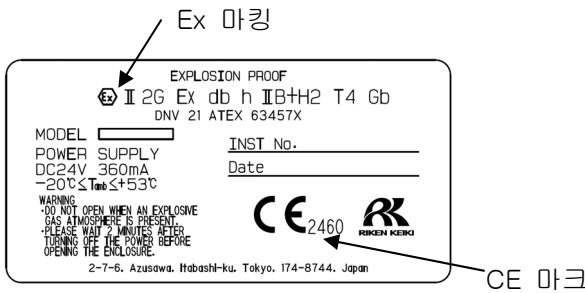 Ex 마킹
EXPLOSION PROOF
Ex II 2G Ex db h IIB+H2 T4 Gb
DNV 21 ATEX 63457X
MODEL
POWER SUPPLY
DC24V 360mA
-20℃≤Tamb≤+53℃
WARNING
·DO NOT OPEN WHEN AN EXPLOSIVE
GAS ATMOSPHERE IS PRESENT.
·PLEASE WAIT 2 MINUTES AFTER
TURNING OFF THE POWER BEFORE
OPENING THE ENCLOSURE.
INST No.
Date
CE 2460
RIKEN KEIKI
2-7-6. Azusawa. Itabashi-ku. Tokyo. 174-8744. Japan
CE 마크